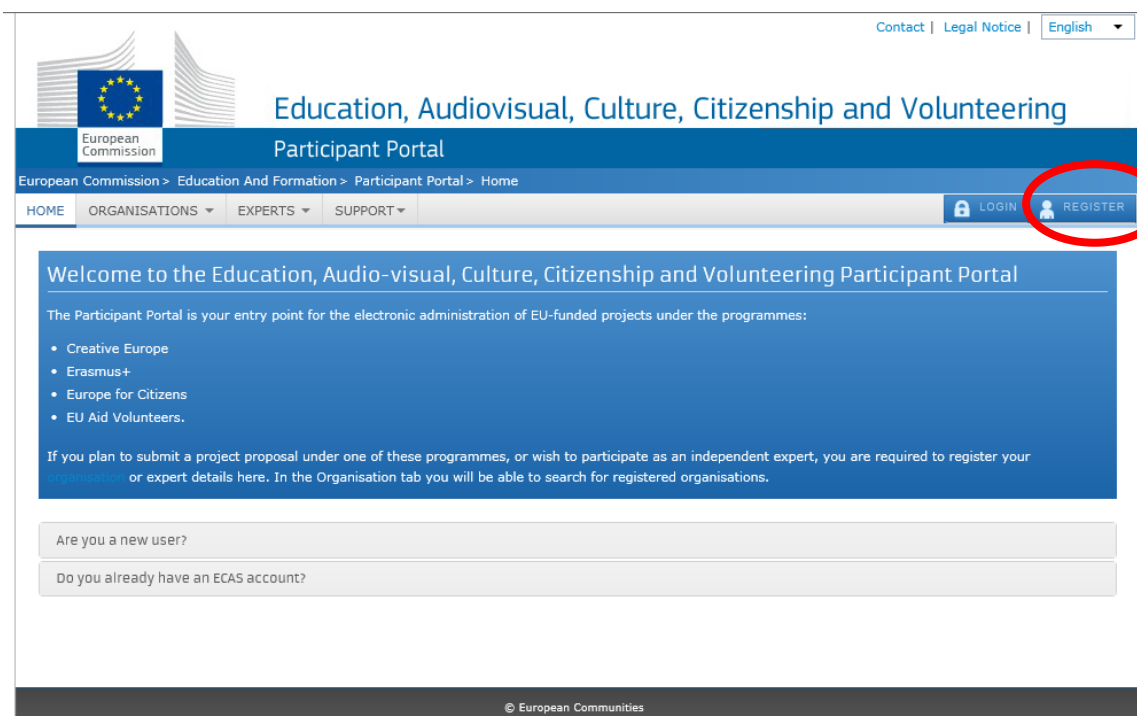 Contact | Legal Notice | English
Education, Audiovisual, Culture, Citizenship and Volunteering
European
Commission
Participant Portal
European Commission > Education And Formation > Participant Portal > Home
HOME ORGANISATIONS EXPERTS SUPPORT LOGIN REGISTER
Welcome to the Education, Audio-visual, Culture, Citizenship and Volunteering Participant Portal
The Participant Portal is your entry point for the electronic administration of EU-funded projects under the programmes:
• Creative Europe
• Erasmus+
• Europe for Citizens
• EU Aid Volunteers.
If you plan to submit a project proposal under one of these programmes, or wish to participate as an independent expert, you are required to register your
organisation or expert details here. In the Organisation tab you will be able to search for registered organisations.
Are you a new user?
Do you already have an ECAS account?
© European Communities